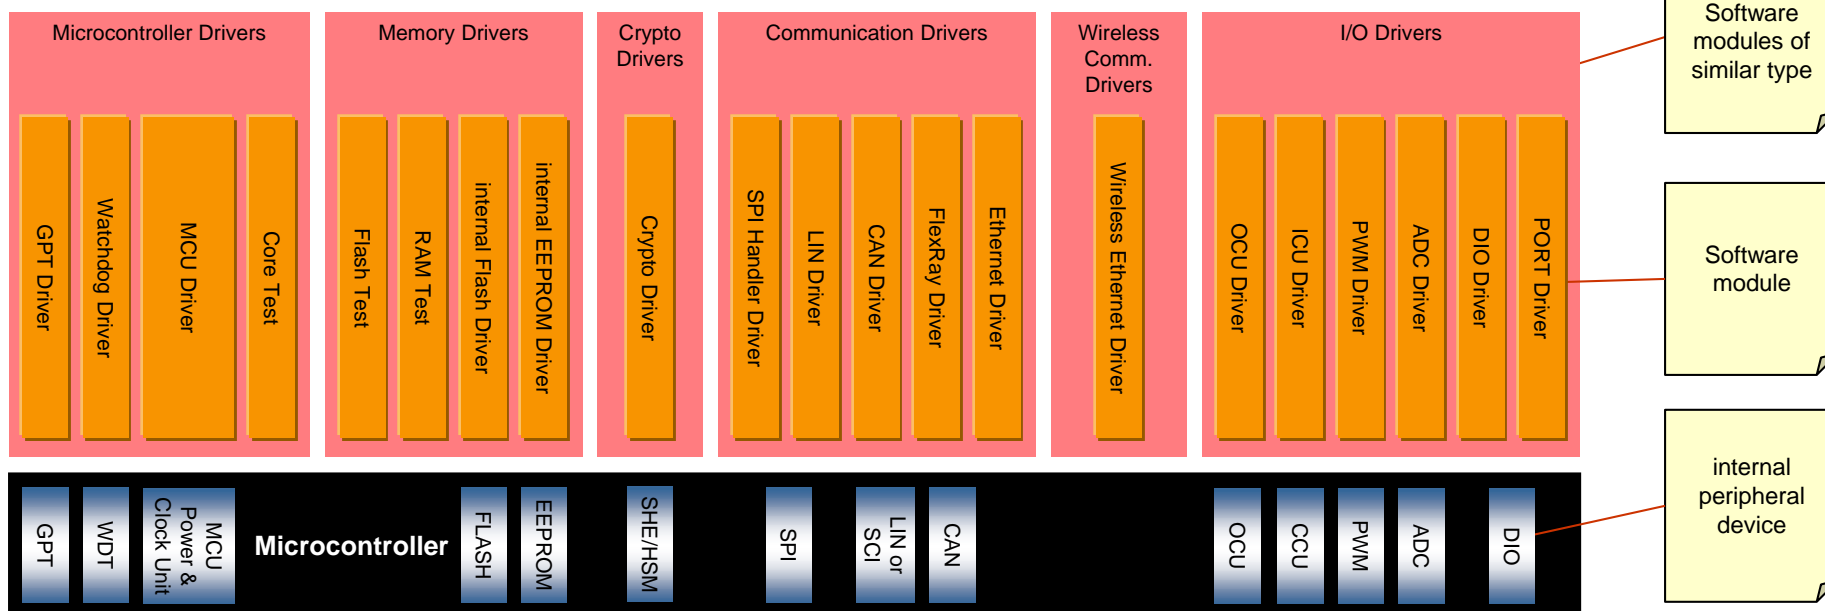 Microcontroller Drivers
Memory Drivers
Crypto
Drivers
Communication Drivers
Wireless
Comm.
Drivers
I/O Drivers
Software
modules of
similar type
GPT Driver
Watchdog Driver
MCU Driver
Core Test
Flash Test
RAM Test
internal Flash Driver
internal EEPROM Driver
Crypto Driver
SPI Handler Driver
LIN Driver
CAN Driver
FlexRay Driver
Ethernet Driver
Wireless Ethernet Driver
OCU Driver
ICU Driver
PWM Driver
ADC Driver
DIO Driver
PORT Driver
Software
module
GPT
WDT
MCU
Power &
Clock Unit
Microcontroller
FLASH
EEPROM
SHE/HSM
SPI
LIN or
SCI
CAN
OCU
CCU
PWM
ADC
DIO
internal
peripheral
device